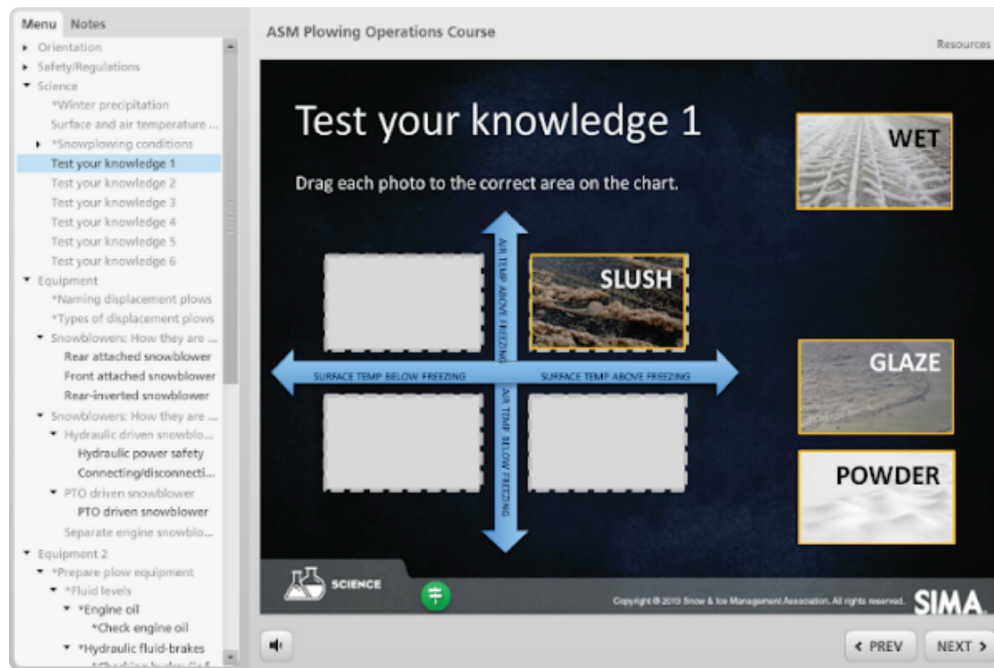 Menu Notes
Orientation
Safety/Regulations
Science
*Winter precipitation
Surface and air temperature ...
*Snowplowing conditions
Test your knowledge 1
Test your knowledge 2
Test your knowledge 3
Test your knowledge 4
Test your knowledge 5
Test your knowledge 6
Equipment
*Naming displacement plows
*Types of displacement plows
Snowblowers: How they are ...
Rear attached snowblower
Front attached snowblower
Rear-inverted snowblower
Snowblowers: How they are ...
Hydraulic driven snowblo...
Hydraulic power safety
Connecting/disconnecti...
PTO driven snowblower
PTO driven snowblower
Separate engine snowblo...
Equipment 2
*Prepare plow equipment
*Fluid levels
*Engine oil
*Check engine oil
*Hydraulic fluid-brakes
ASM Plowing Operations Course
Resources
Test your knowledge 1
Drag each photo to the correct area on the chart.
AIR TEMP ABOVE FREEZING
SURFACE TEMP BELOW FREEZING
SURFACE TEMP ABOVE FREEZING
AIR TEMP BELOW FREEZING
SLUSH
WET
GLAZE
POWDER
SCIENCE
Copyright © 2013 Snow & Ice Management Association. All rights reserved.
SIMA
PREV
NEXT